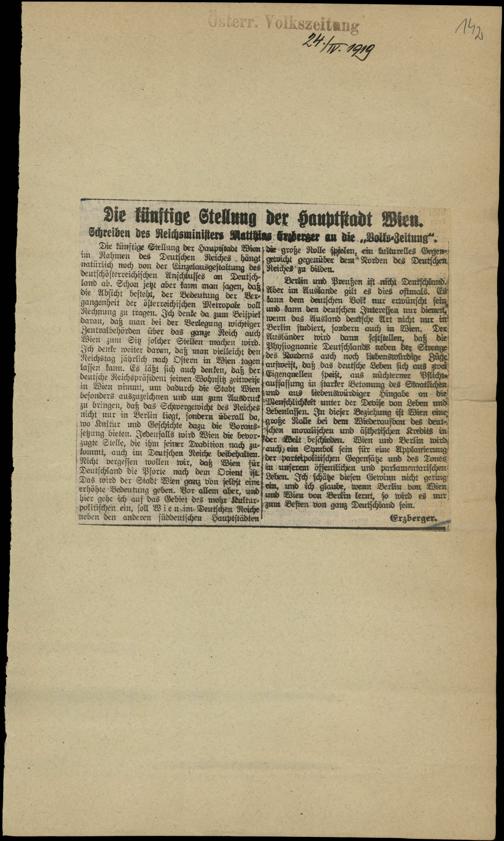 Österr. Volkszeitung
24./IV. 1919
142
Die künftige Stellung der Hauptstadt Wien.
Schreiben des Reichsministers Matthias Erzberger an die „Volks-Zeitung“.
Die künftige Stellung der Hauptstadt Wien
im Rahmen des Deutschen Reiches hängt
natürlich noch von der Einzelausgestaltung des
deutschösterreichischen Anschlusses an Deutsch-
land ab. Schon jetzt aber kann man sagen, daß
die Absicht besteht, der Bedeutung der Ver-
gangenheit der österreichischen Metropole voll
Rechnung zu tragen. Ich denke da zum Beispiel
daran, daß man bei der Verlegung wichtiger
Zentralbehörden über das ganze Reich auch
Wien zum Sitz solcher Stellen machen wird.
Ich denke weiter daran, daß man vielleicht den
Reichstag jährlich nach Ostern in Wien tagen
lassen kann. Es läßt sich auch denken, daß der
deutsche Reichspräsident seinen Wohnsitz zeitweise
in Wien nimmt, um dadurch die Stadt Wien
besonders auszuzeichnen und um zum Ausdruck
zu bringen, daß das Schwergewicht des Reiches
nicht nur in Berlin liegt, sondern überall da,
wo Kultur und Geschichte dazu die Voraus-
setzung bieten. Jedenfalls wird Wien die bevor-
zugte Stelle, die ihm seiner Tradition nach zu-
kommt, auch im Deutschen Reiche beibehalten.
Nicht vergessen wollen wir, daß Wien für
Deutschland die Pforte nach dem Orient ist.
Das wird der Stadt Wien ganz von selbst eine
erhöhte Bedeutung geben. Vor allem aber, und
hier gehe ich auf das Gebiet des mehr Kultur-
politischen ein, soll Wien im Deutschen Reiche
neben den anderen süddeutschen Hauptstädten
die große Rolle spielen, ein kulturelles Gegen-
gewicht gegenüber dem Norden des Deutschen
Reiches zu bilden.
Berlin und Preußen ist nicht Deutschland.
Aber im Auslande gilt es dies oftmals. Es
kann dem deutschen Volk nur erwünscht sein
und kann den deutschen Interessen nur dienen,
wenn das Ausland deutsche Art nicht nur in
Berlin studiert, sondern auch in Wien. Der
Ausländer wird dann feststellen, daß die
Physiognomie Deutschlands neben der Strenge
des Nordens auch noch liebenswürdige Züge
aufweist, daß das deutsche Leben sich aus zwei
Eigenquellen speist, aus nüchterner Pflicht-
auffassung in starker Betonung des Staatlichen
und aus liebenswürdiger Hingabe an die
Menschlichkeit unter der Devise von Leben und
Lebenlassen. In dieser Beziehung ist Wien eine
große Rolle bei dem Wiederaufbau des deut-
schen moralischen und ästhetischen Kredits in
der Welt beschieden. Wien und Berlin wird
auch ein Symbol sein für eine Applanierung
der parteipolitischen Gegensätze und des Tones
in unserem öffentlichen und parlamentarischen
Leben. Ich schätze diesen Gewinn nicht gering
ein, und ich glaube, wenn Berlin von Wien
und Wien von Berlin lernt, so wird es nur
zum Besten von ganz Deutschland sein.
Erzberger.